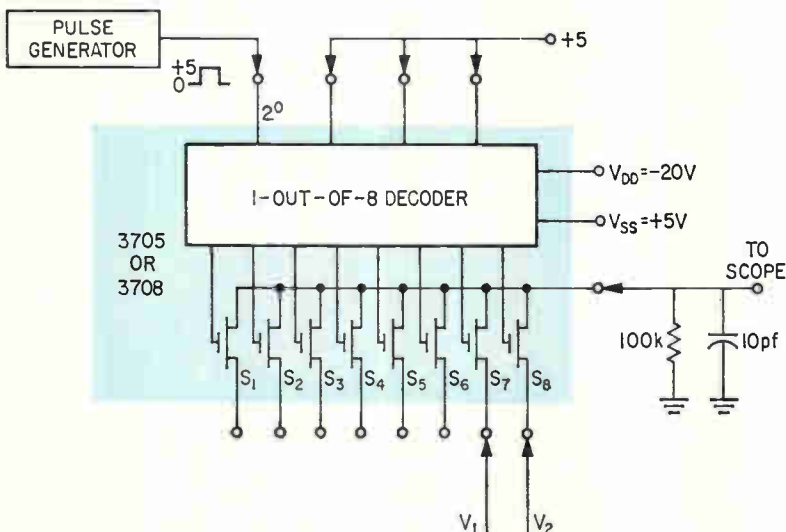 PULSE
GENERATOR
+5
+5
0
2⁰
1-OUT-OF-8 DECODER
V_DD=-20V
V_SS=+5V
3705
OR
3708
TO
SCOPE
100k
10pf
S₁ S₂ S₃ S₄ S₅ S₆ S₇ S₈
V₁ V₂